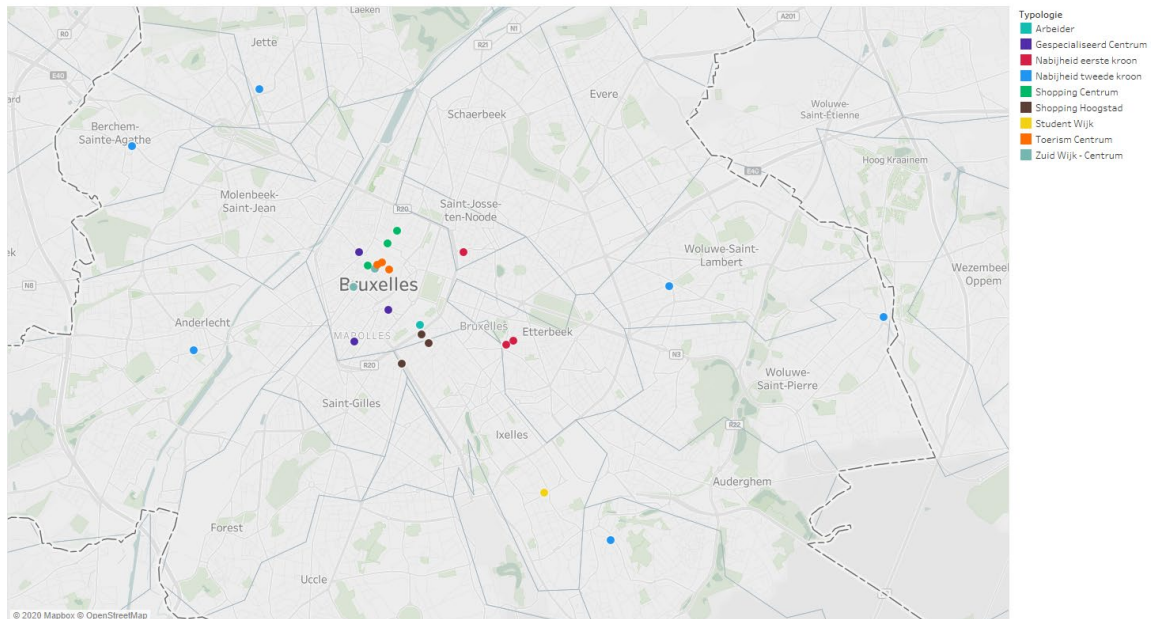 Laeken
N1
A201
R0
Jette
R21
E40
Evere
Woluwe-
Saint-Étienne
Schaerbeek
Berchem-
Sainte-Agathe
Hoog Kraainem
E40
Molenbeek-
Saint-Jean
Saint-Josse-
ten-Noode
R20
Woluwe-Saint-
Lambert
Wezembeek-
Oppem
N8
Bruxelles
Anderlecht
MAROLLES
Bruxelles
Etterbeek
N3
R20
Woluwe-
Saint-Pierre
Saint-Gilles
R22
Ixelles
Auderghem
Forest
Uccle
© 2020 Mapbox © OpenStreetMap
Typologie
Arbeider
Gespecialiseerd Centrum
Nabijheid eerste kroon
Nabijheid tweede kroon
Shopping Centrum
Shopping Hoogstad
Student Wijk
Toerism Centrum
Zuid Wijk - Centrum